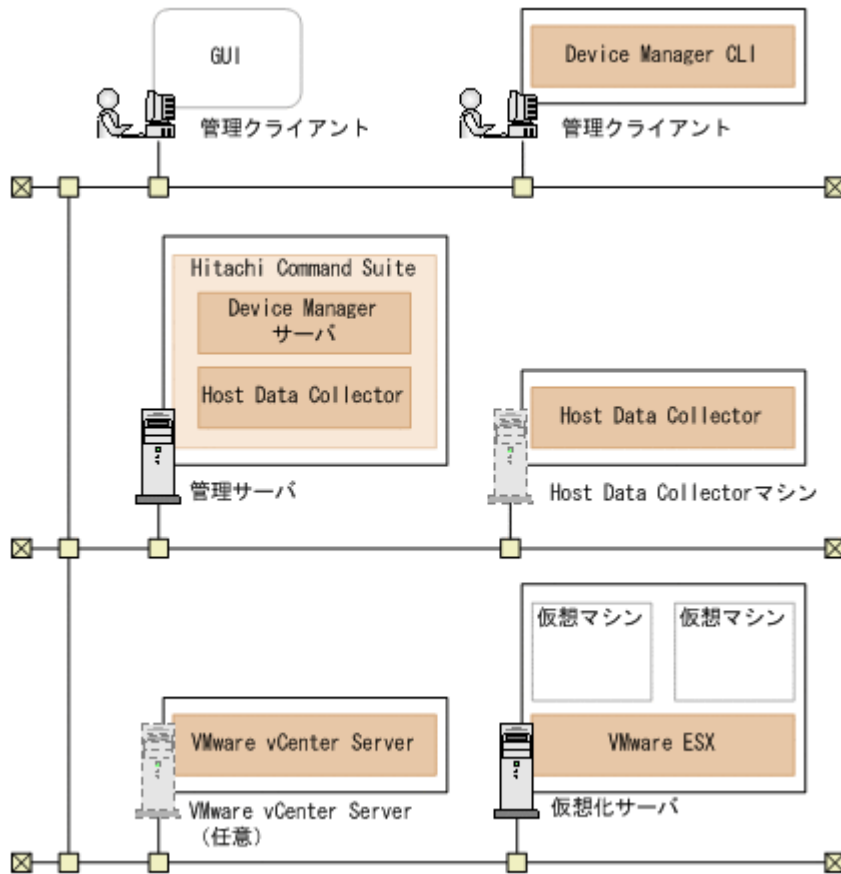 GUI
管理クライアント
Device Manager CLI
管理クライアント
Hitachi Command Suite
Device Manager
サーバ
Host Data Collector
管理サーバ
Host Data Collector
Host Data Collectorマシン
VMware vCenter Server
VMware vCenter Server
(任意)
仮想マシン
仮想マシン
VMware ESX
仮想化サーバ